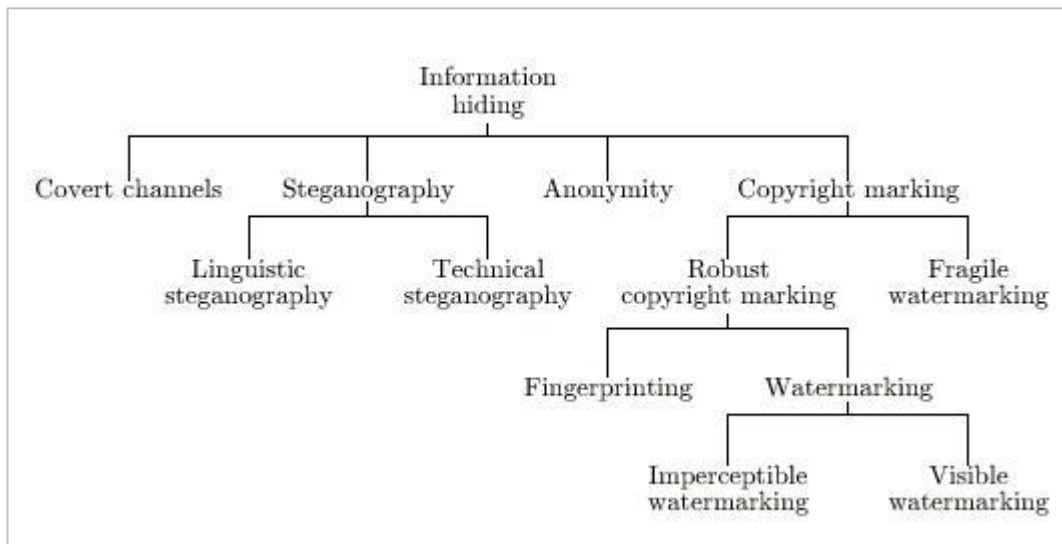 Information
hiding
Covert channels
Steganography
Anonymity
Copyright marking
Linguistic
steganography
Technical
steganography
Robust
copyright marking
Fragile
watermarking
Fingerprinting
Watermarking
Imperceptible
watermarking
Visible
watermarking